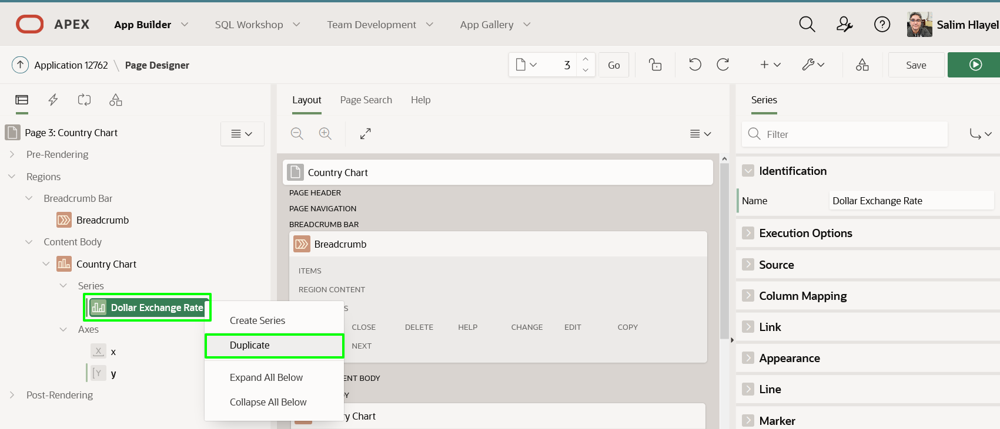 APEX App Builder SQL Workshop Team Development App Gallery Salim Hlayel
Application 12762 \ Page Designer 3 Go Save
Layout Page Search Help
Series
Page 3: Country Chart
Filter
Pre-Rendering
Regions
Breadcrumb Bar
Breadcrumb
Content Body
Country Chart
Series
Dollar Exchange Rate
Axes
X x
Y y
Post-Rendering
Create Series
Duplicate
Expand All Below
Collapse All Below
Country Chart
PAGE HEADER
PAGE NAVIGATION
BREADCRUMB BAR
Breadcrumb
ITEMS
REGION CONTENT
S
CLOSE DELETE HELP CHANGE EDIT COPY
NEXT
ENT BODY
DY
ry Chart
Identification
Name Dollar Exchange Rate
Execution Options
Source
Column Mapping
Link
Appearance
Line
Marker